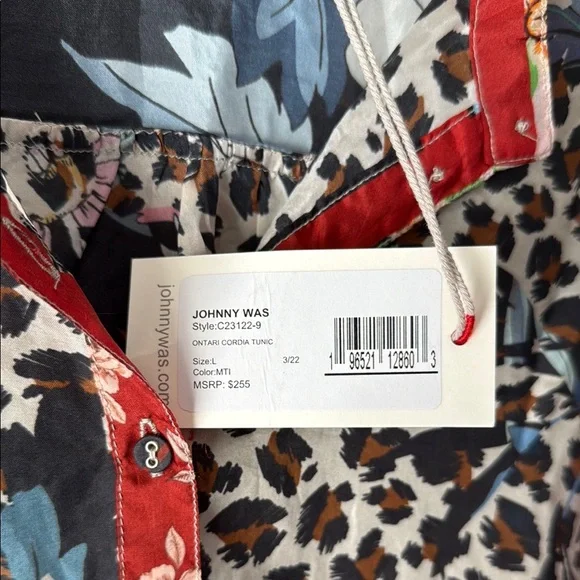 johnnywas.com
JOHNNY WAS
Style:C23122-9
ONTARI CORDIA TUNIC
Size:L 3/22
Color:MTI
MSRP: $255
1 96521 12860 3